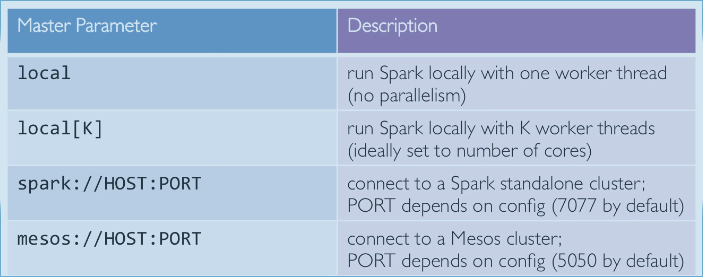 Master Parameter Description
local run Spark locally with one worker thread
(no parallelism)
local[K] run Spark locally with K worker threads
(ideally set to number of cores)
spark://HOST:PORT connect to a Spark standalone cluster;
PORT depends on config (7077 by default)
mesos://HOST:PORT connect to a Mesos cluster;
PORT depends on config (5050 by default)